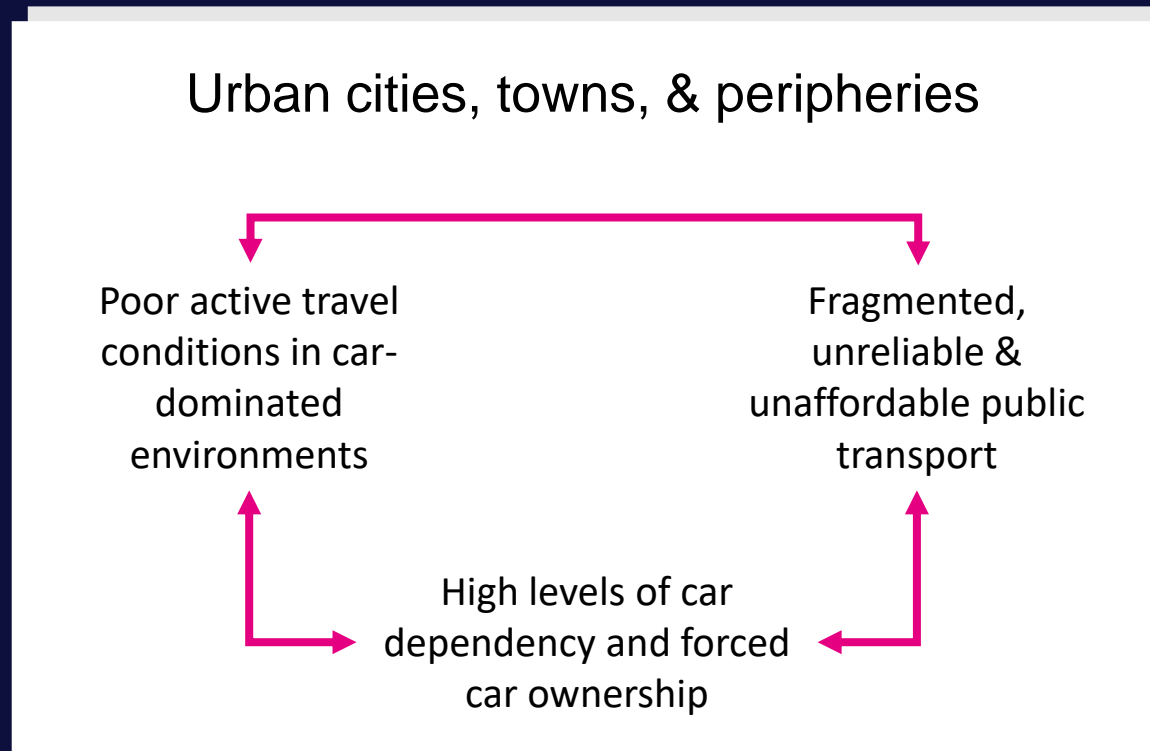 Urban cities, towns, & peripheries
Poor active travel
conditions in car-
dominated
environments
Fragmented,
unreliable &
unaffordable public
transport
High levels of car
dependency and forced
car ownership